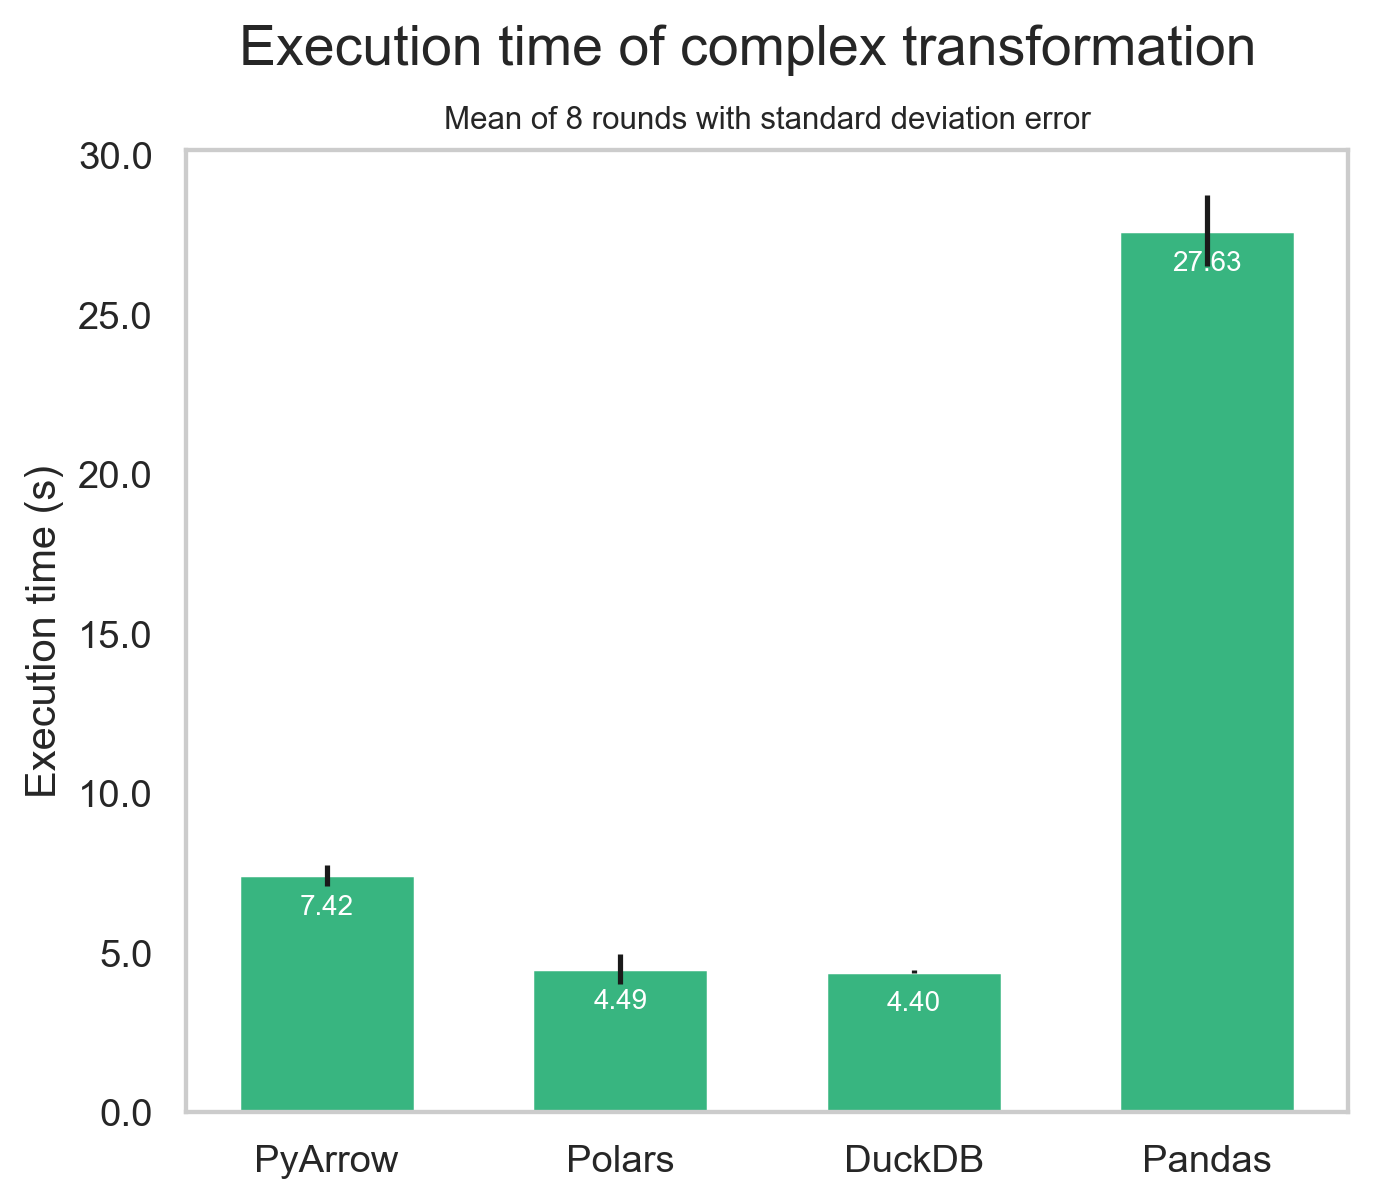 Execution time of complex transformation
Mean of 8 rounds with standard deviation error
30.0
25.0
20.0
15.0
10.0
5.0
0.0
Execution time (s)
7.42
4.49
4.40
27.63
PyArrow
Polars
DuckDB
Pandas